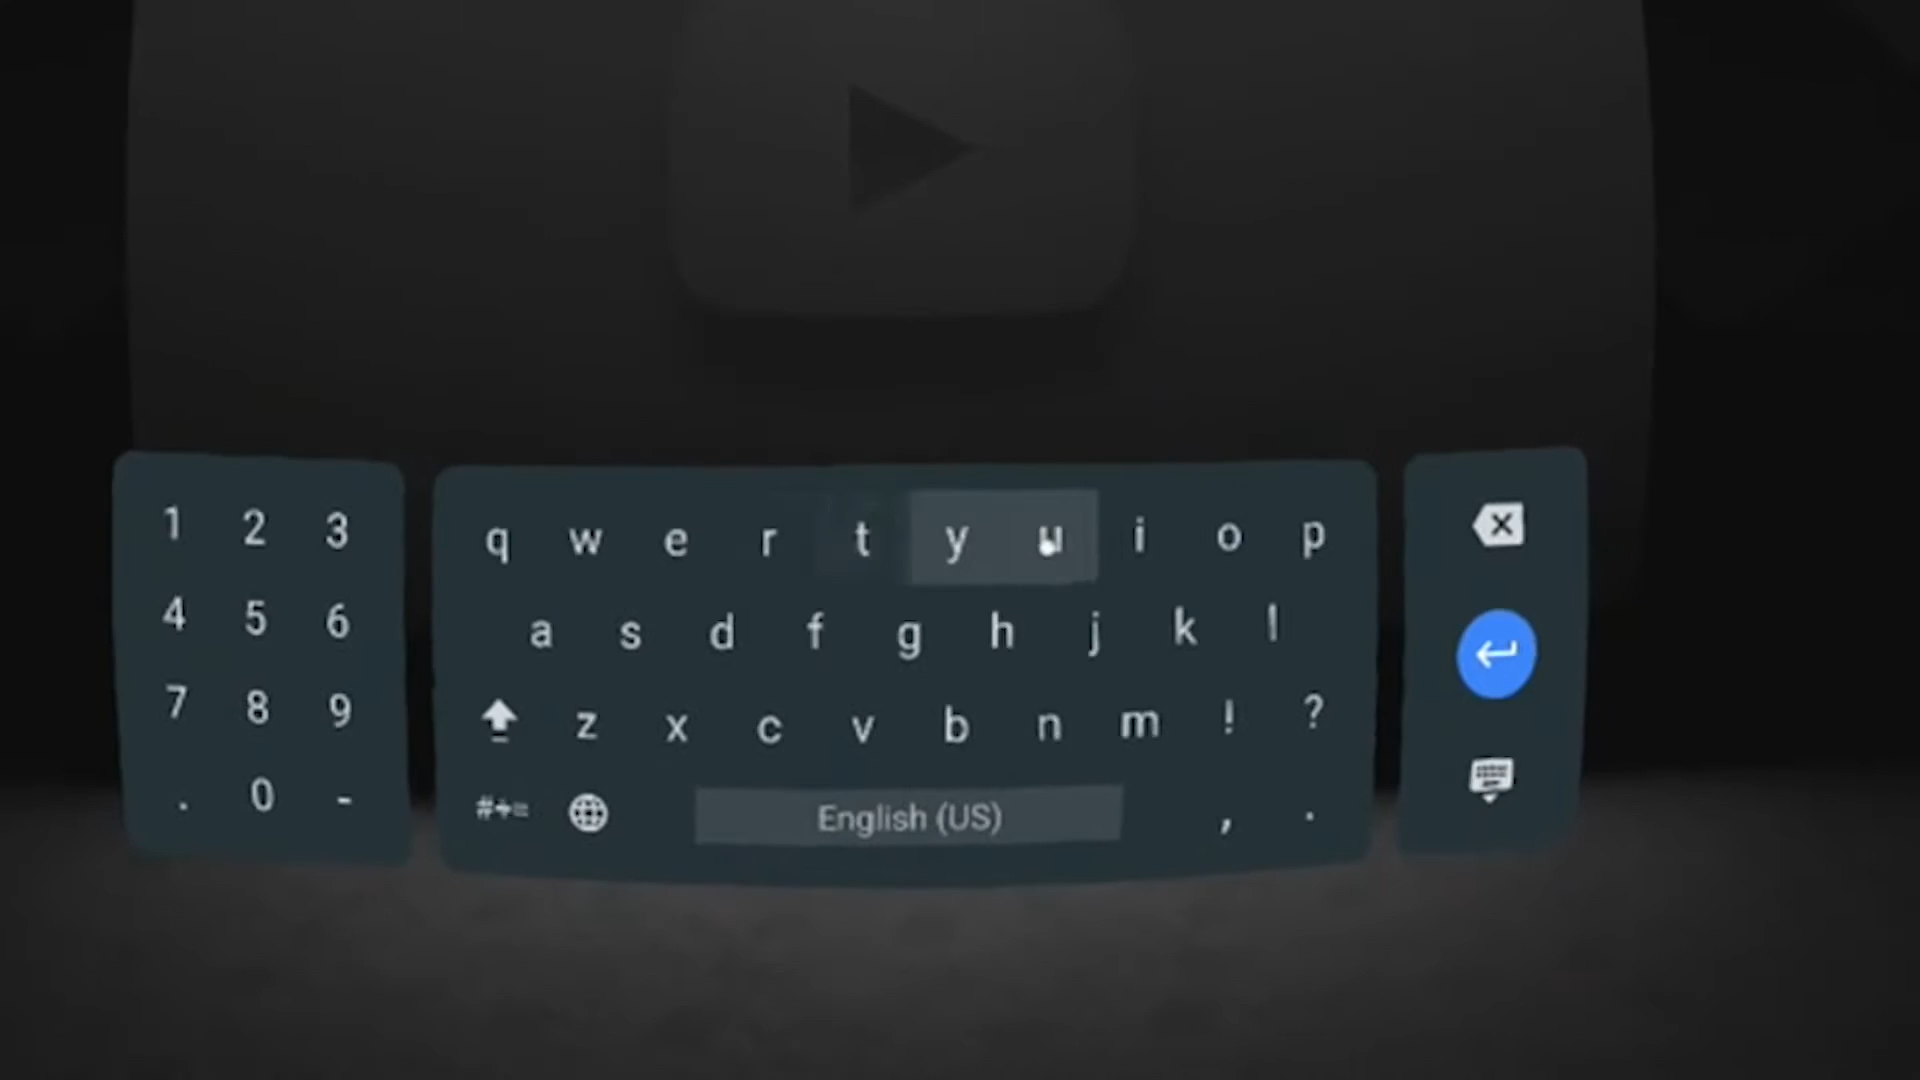 1 2 3
4 5 6
7 8 9
. 0 -
q w e r t y u i o p
a s d f g h j k l
z x c v b n m ! ?
#+= English (US) , .